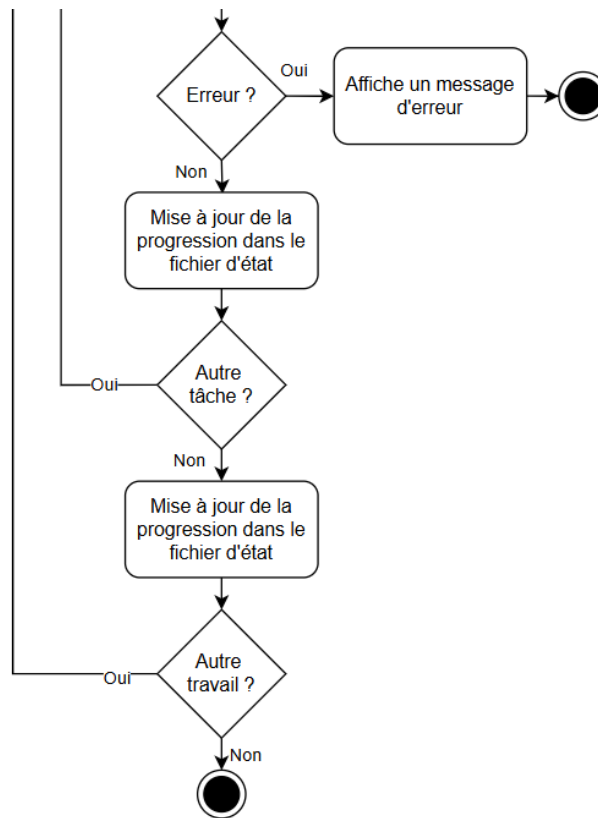 Erreur ?
Oui
Affiche un message
d'erreur
Non
Mise à jour de la
progression dans le
fichier d'état
Autre
tâche ?
Oui
Non
Mise à jour de la
progression dans le
fichier d'état
Autre
travail ?
Oui
Non